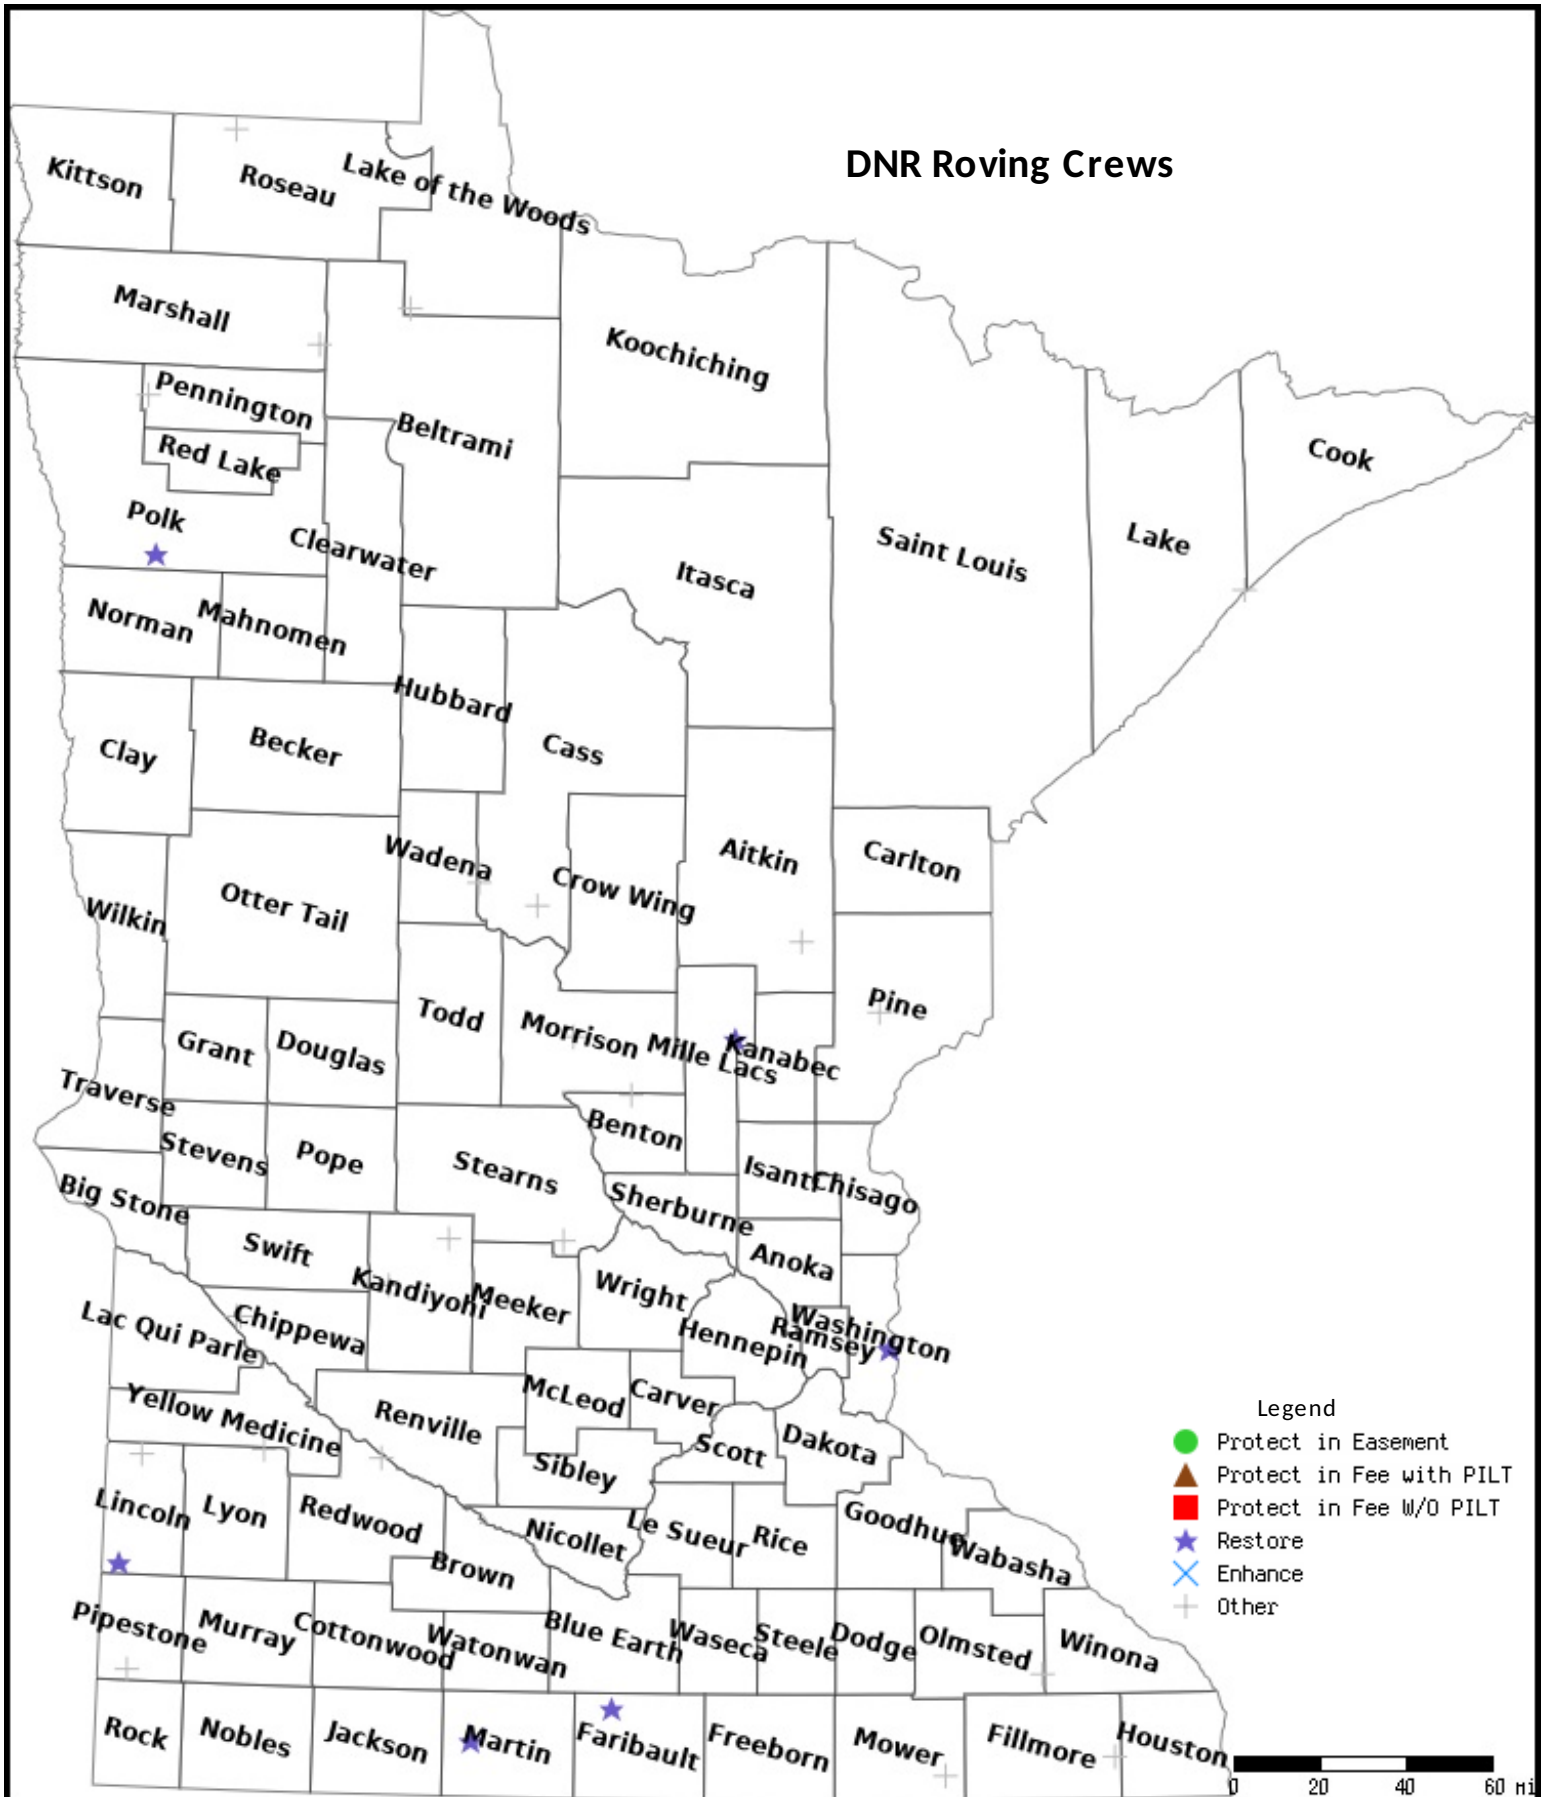 DNR Roving Crews
Kittson
Roseau
Lake of the Woods
Marshall
Koochiching
Pennington
Beltrami
Red Lake
Cook
Polk
Clearwater
Saint Louis
Lake
Itasca
Norman
Mahnomen
Hubbard
Clay
Becker
Cass
Wadena
Aitkin
Carlton
Crow Wing
Otter Tail
Wilkin
Pine
Todd
Morrison
Mille Lacs
Kanabec
Grant
Douglas
Traverse
Benton
Stevens
Pope
Stearns
Isanti
Chisago
Big Stone
Sherburne
Swift
Anoka
Kandiyohi
Meeker
Wright
Lac Qui Parle
Chippewa
Washington
Ramsey
Hennepin
McLeod
Carver
Yellow Medicine
Renville
Scott
Dakota
Sibley
Lincoln
Lyon
Redwood
Nicollet
Le Sueur
Rice
Goodhue
Wabasha
Brown
Pipestone
Murray
Cottonwood
Watonwan
Blue Earth
Waseca
Steele
Dodge
Olmsted
Winona
Rock
Nobles
Jackson
Martin
Faribault
Freeborn
Mower
Fillmore
Houston
Legend
Protect in Easement
Protect in Fee with PILT
Protect in Fee W/O PILT
Restore
Enhance
Other
0 20 40 60 mi